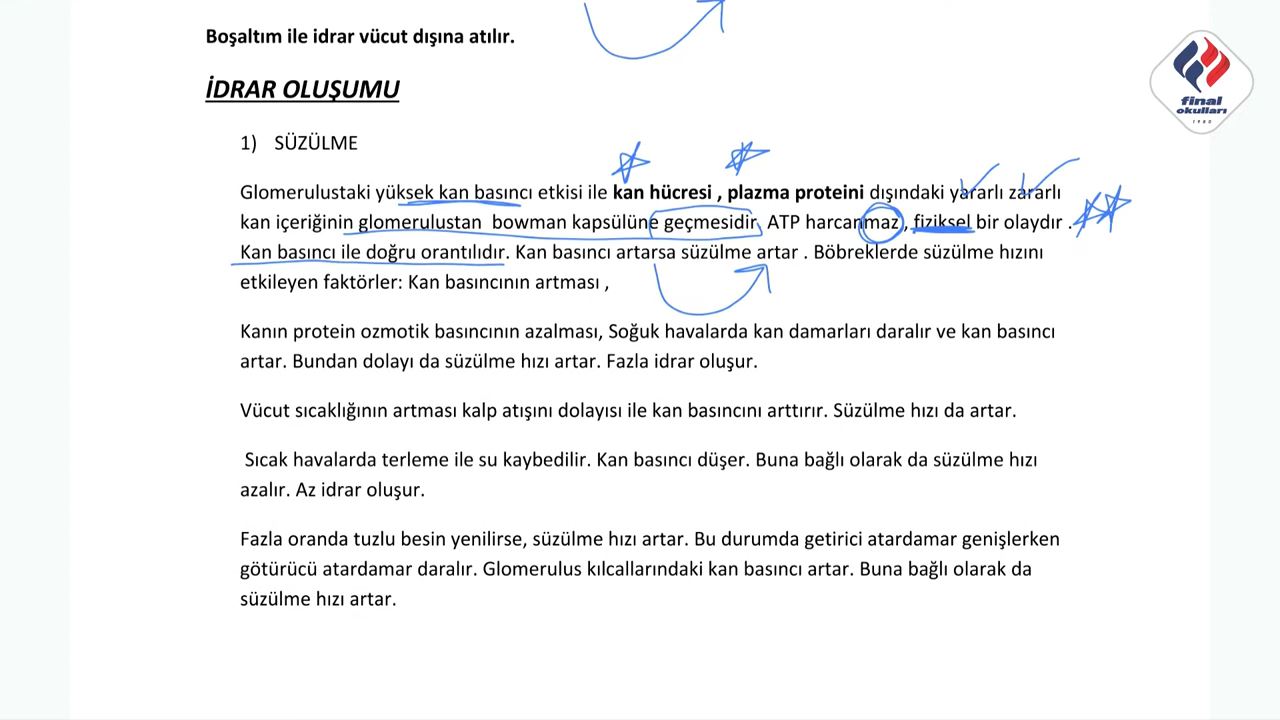 Boşaltım ile idrar vücut dışına atılır.
final
okulları
1980
İDRAR OLUŞUMU
1) SÜZÜLME
Glomerulustaki yüksek kan basıncı etkisi ile kan hücresi , plazma proteini dışındaki yararlı zararlı
kan içeriğinin glomerulustan bowman kapsülüne geçmesidir. ATP harcanmaz , fiziksel bir olaydır .
Kan basıncı ile doğru orantılıdır. Kan basıncı artarsa süzülme artar . Böbreklerde süzülme hızını
etkileyen faktörler: Kan basıncının artması ,
Kanın protein ozmotik basıncının azalması, Soğuk havalarda kan damarları daralır ve kan basıncı
artar. Bundan dolayı da süzülme hızı artar. Fazla idrar oluşur.
Vücut sıcaklığının artması kalp atışını dolayısı ile kan basıncını arttırır. Süzülme hızı da artar.
Sıcak havalarda terleme ile su kaybedilir. Kan basıncı düşer. Buna bağlı olarak da süzülme hızı
azalır. Az idrar oluşur.
Fazla oranda tuzlu besin yenilirse, süzülme hızı artar. Bu durumda getirici atardamar genişlerken
götürücü atardamar daralır. Glomerulus kılcallarındaki kan basıncı artar. Buna bağlı olarak da
süzülme hızı artar.